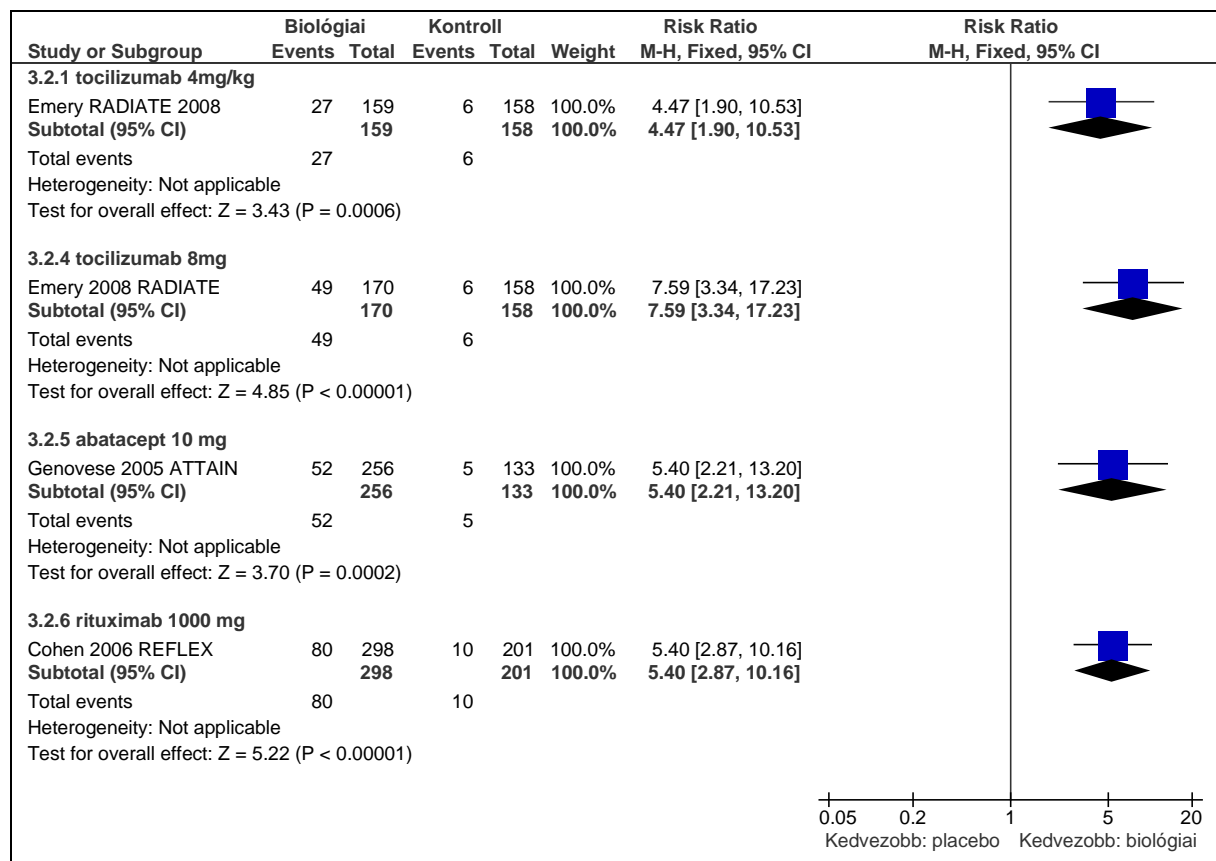 Biológiai Kontroll Risk Ratio Risk Ratio
Study or Subgroup Events Total Events Total Weight M-H, Fixed, 95% CI M-H, Fixed, 95% CI
3.2.1 tocilizumab 4mg/kg
Emery RADIATE 2008 27 159 6 158 100.0% 4.47 [1.90, 10.53]
Subtotal (95% CI) 159 158 100.0% 4.47 [1.90, 10.53]
Total events 27 6
Heterogeneity: Not applicable
Test for overall effect: Z = 3.43 (P = 0.0006)
3.2.4 tocilizumab 8mg
Emery 2008 RADIATE 49 170 6 158 100.0% 7.59 [3.34, 17.23]
Subtotal (95% CI) 170 158 100.0% 7.59 [3.34, 17.23]
Total events 49 6
Heterogeneity: Not applicable
Test for overall effect: Z = 4.85 (P < 0.00001)
3.2.5 abatacept 10 mg
Genovese 2005 ATTAIN 52 256 5 133 100.0% 5.40 [2.21, 13.20]
Subtotal (95% CI) 256 133 100.0% 5.40 [2.21, 13.20]
Total events 52 5
Heterogeneity: Not applicable
Test for overall effect: Z = 3.70 (P = 0.0002)
3.2.6 rituximab 1000 mg
Cohen 2006 REFLEX 80 298 10 201 100.0% 5.40 [2.87, 10.16]
Subtotal (95% CI) 298 201 100.0% 5.40 [2.87, 10.16]
Total events 80 10
Heterogeneity: Not applicable
Test for overall effect: Z = 5.22 (P < 0.00001)
0.05 0.2 1 5 20
Kedvezobb: placebo Kedvezobb: biológiai